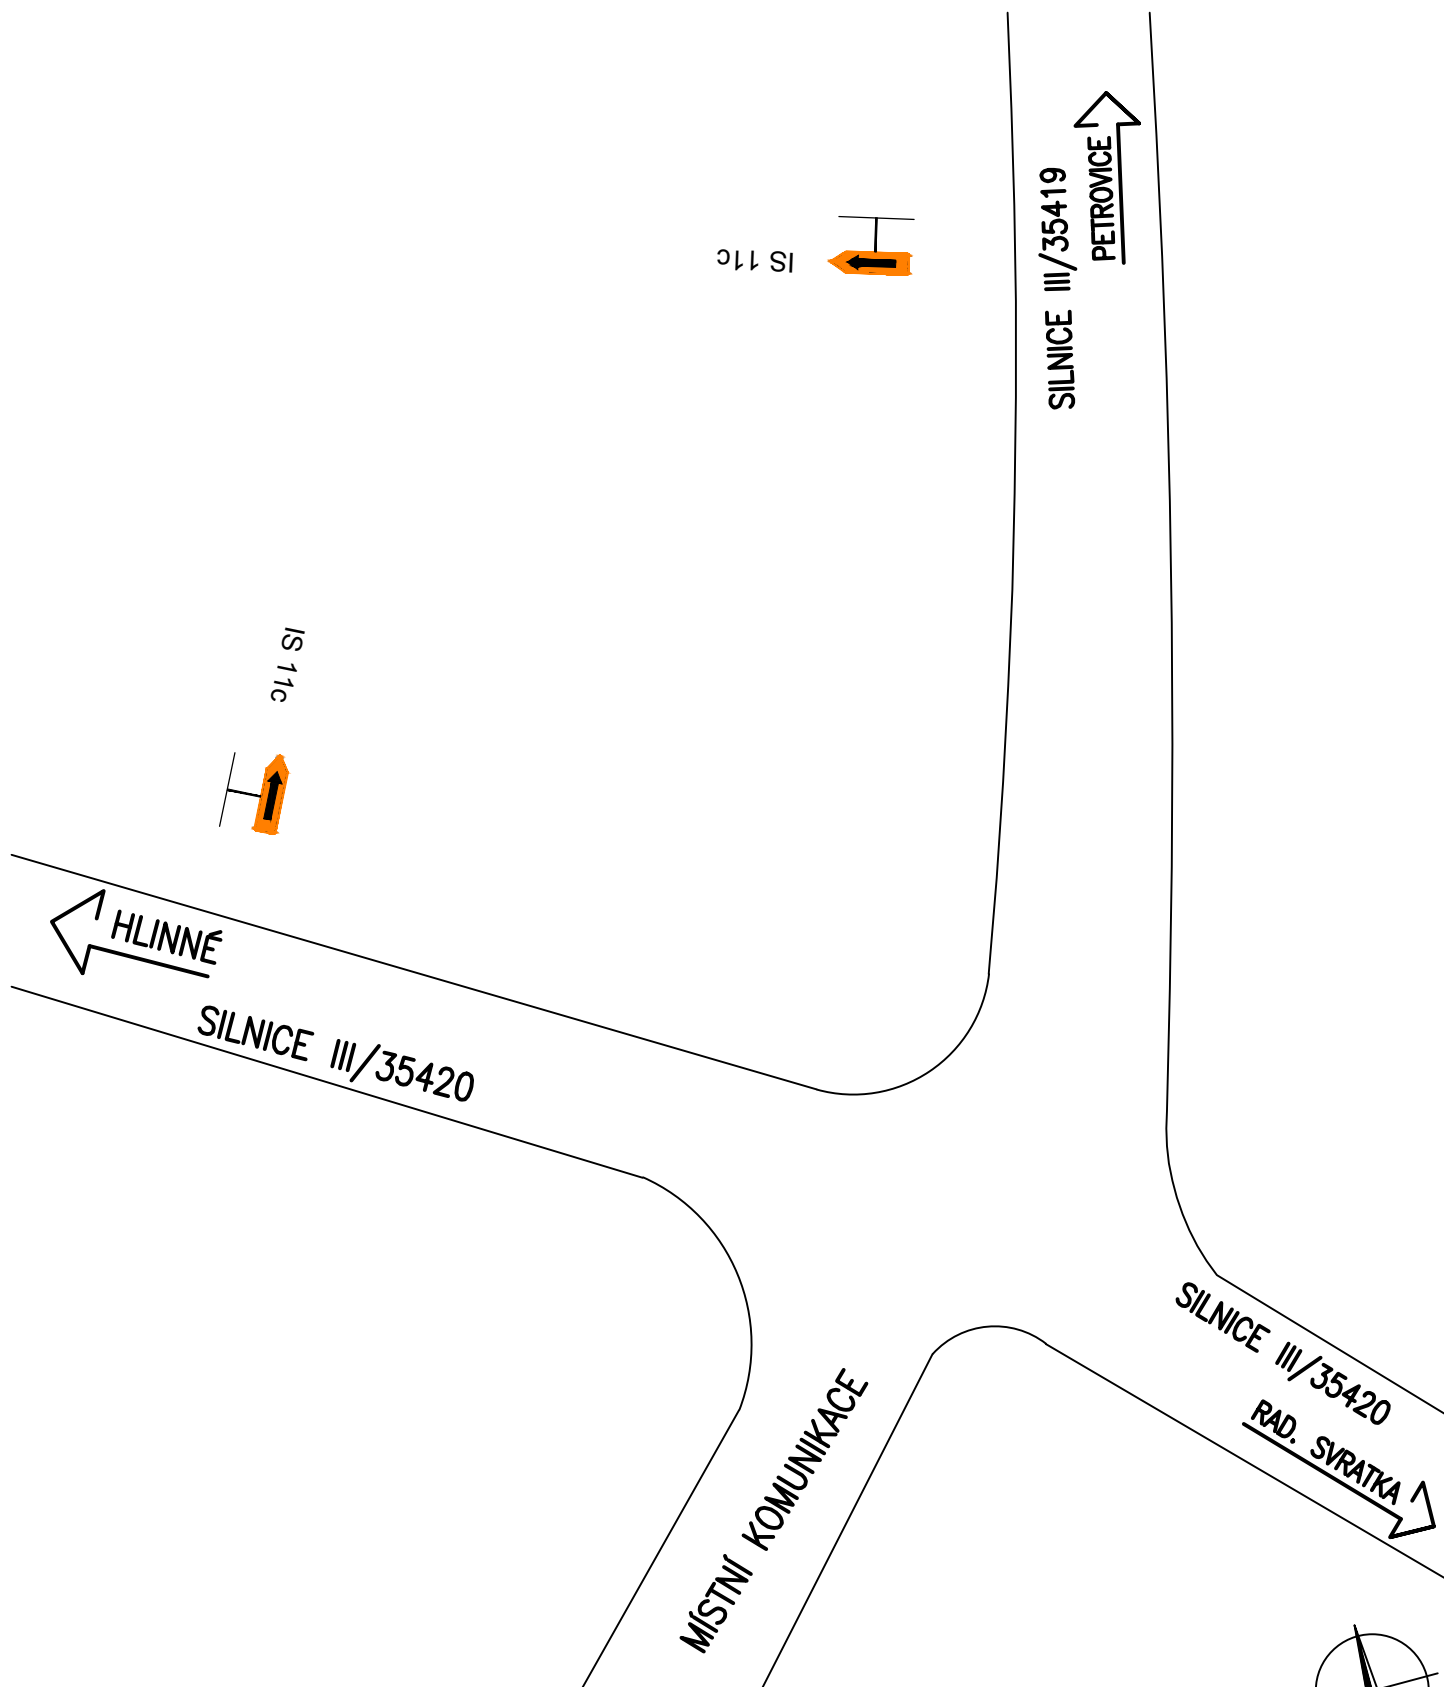 PETROVICE
SILNICE III/35419
IS 11c
IS 11c
HLINNÉ
SILNICE III/35420
SILNICE III/35420
RAD. SVRATKA
MÍSTNÍ KOMUNIKACE